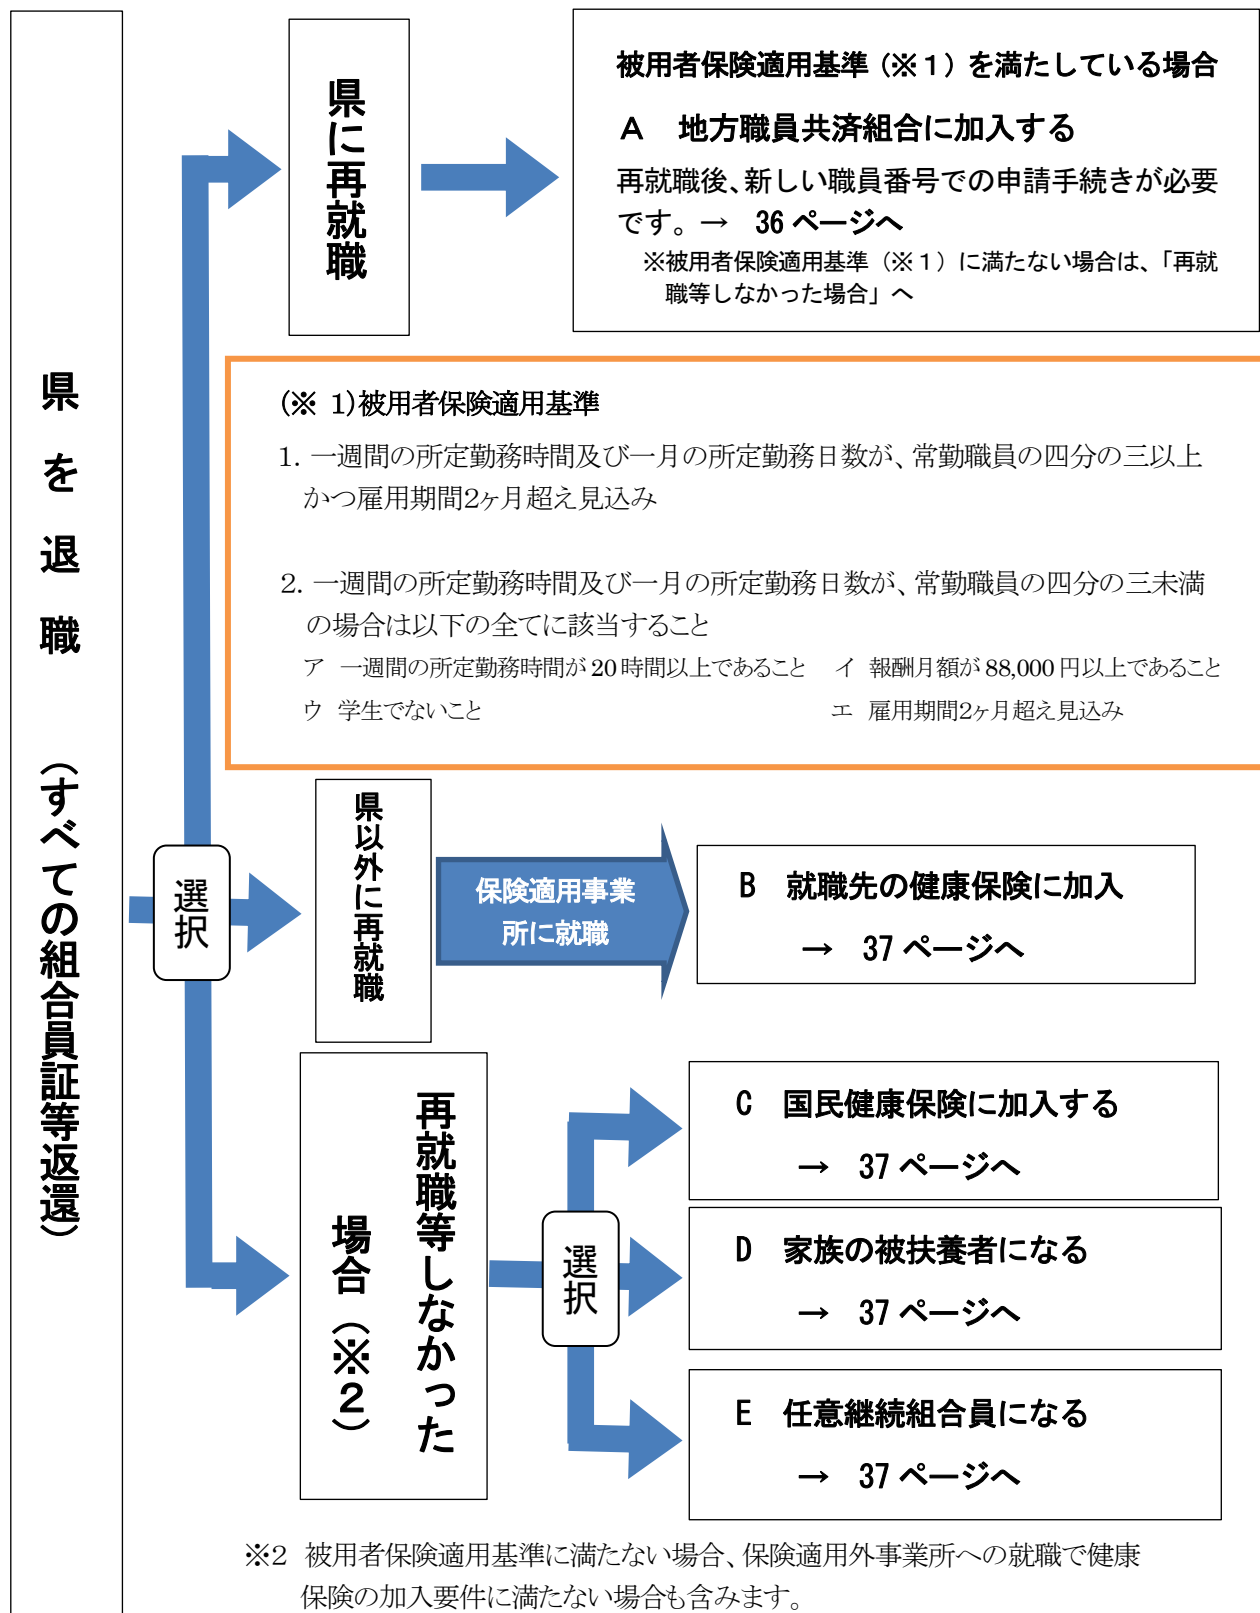 県を退職　（すべての組合員証等返還）
選択
県に再就職
被用者保険適用基準（※１）を満たしている場合
Ａ　地方職員共済組合に加入する
再就職後、新しい職員番号での申請手続きが必要
です。→　36 ページへ
※被用者保険適用基準（※１）に満たない場合は、「再就
職等しなかった場合」へ
(※ 1)被用者保険適用基準
1. 一週間の所定勤務時間及び一月の所定勤務日数が、常勤職員の四分の三以上
かつ雇用期間2ヶ月超え見込み
2. 一週間の所定勤務時間及び一月の所定勤務日数が、常勤職員の四分の三未満
の場合は以下の全てに該当すること
ア　一週間の所定勤務時間が 20 時間以上であること　イ　報酬月額が 88,000 円以上であること
ウ　学生でないこと　エ　雇用期間2ヶ月超え見込み
県以外に再就職
保険適用事業
所に就職
B　就職先の健康保険に加入
→　37 ページへ
再就職等しなかった
場合（※２）
選択
C　国民健康保険に加入する
→　37 ページへ
D　家族の被扶養者になる
→　37 ページへ
E　任意継続組合員になる
→　37 ページへ
※2　被用者保険適用基準に満たない場合、保険適用外事業所への就職で健康
保険の加入要件に満たない場合も含みます。